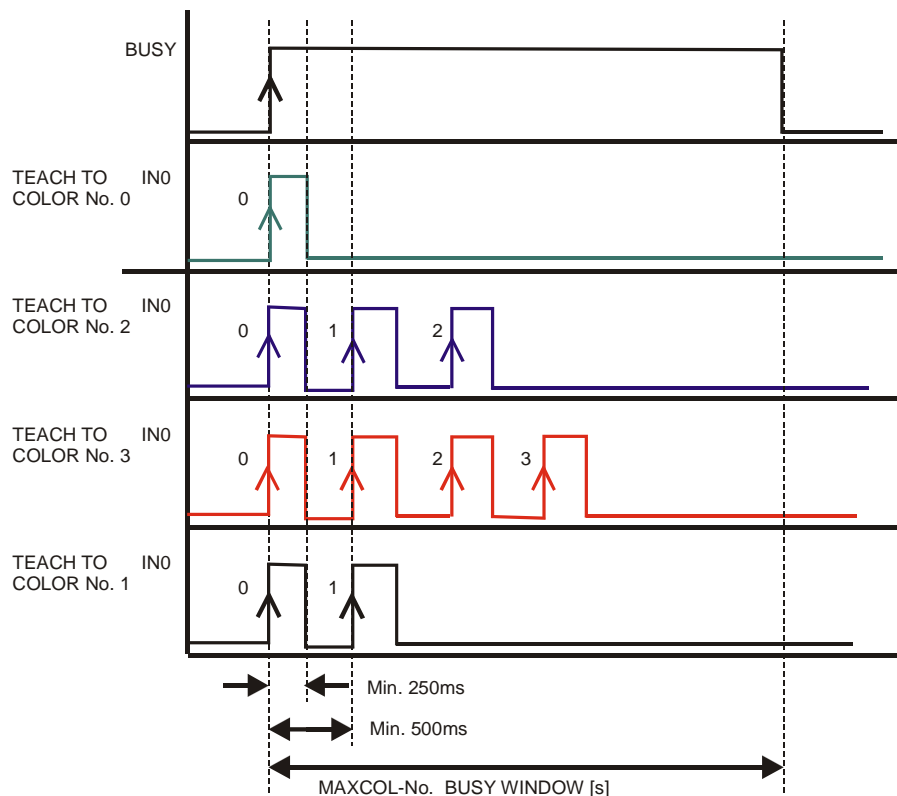 BUSY
TEACH TO IN0
COLOR No. 0
0
TEACH TO IN0
COLOR No. 2
0 1 2
TEACH TO IN0
COLOR No. 3
0 1 2 3
TEACH TO IN0
COLOR No. 1
0 1
Min. 250ms
Min. 500ms
MAXCOL-No. BUSY WINDOW [s]